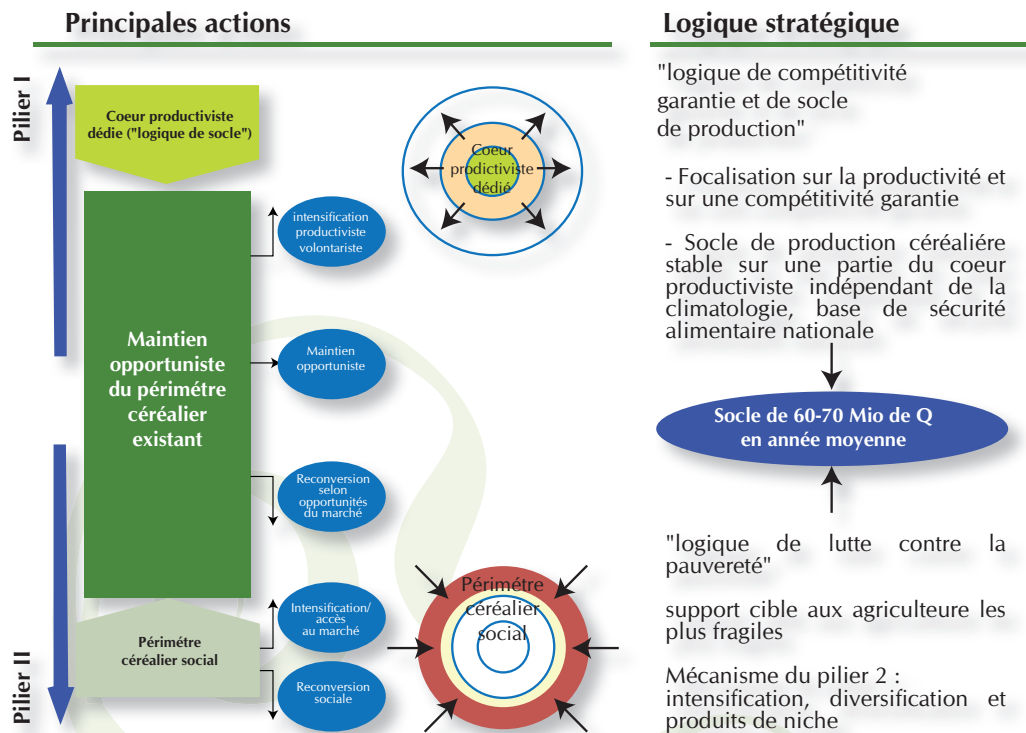 Principales actions
Pilier I
Coeur productiviste
dédie ("logique de socle")
Maintien
opportuniste
du périmétre
céréalier
existant
intensification
productiviste
volontariste
Maintien
opportuniste
Reconversion
selon
opportunités
du marché
Coeur
prodictiviste
dédié
Pilier II
Périmétre
céréalier social
Intensification/
accès
au marché
Reconversion
sociale
Périmétre
céréalier
social
Logique stratégique
"logique de compétitivité
garantie et de socle
de production"
- Focalisation sur la productivité et
sur une compétitivité garantie
- Socle de production céréaliére
stable sur une partie du coeur
productiviste indépendant de la
climatologie, base de sécurité
alimentaire nationale
Socle de 60-70 Mio de Q
en année moyenne
"logique de lutte contre la
pauvereté"
support cible aux agriculteure les
plus fragiles
Mécanisme du pilier 2 :
intensification, diversification et
produits de niche